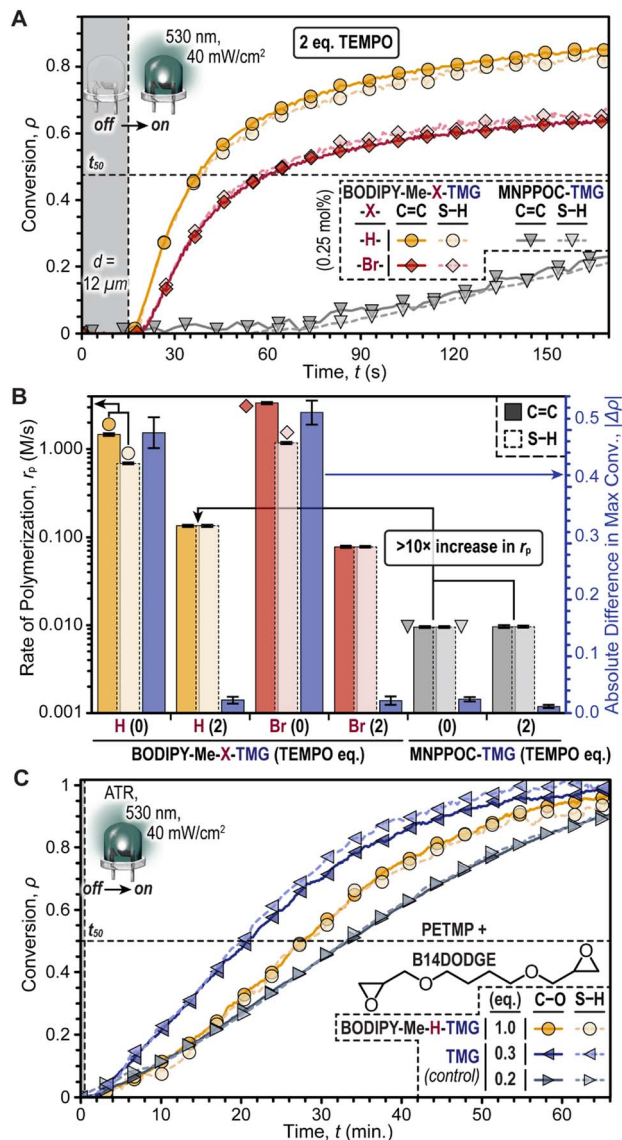 A
530 nm,
40 mW/cm²
off → on
2 eq. TEMPO
Conversion, ρ
1
0.8
0.6
0.4
0.2
0
t₅₀
d =
12 μm
(0.25 mol%)
BODIPY-Me-X-TMG MNPPOC-TMG
-X- C=C S–H C=C S–H
-H-
-Br-
30 60 90 120 150
Time, t (s)
B
C=C
S–H
Rate of Polymerization, rₚ (M/s)
1.000
0.100
0.010
0.001
>10× increase in rₚ
Absolute Difference in Max Conv., |Δρ|
0.5
0.4
0.3
0.2
0.1
0.0
H (0) H (2) Br (0) Br (2) (0) (2)
BODIPY-Me-X-TMG (TEMPO eq.) MNPPOC-TMG (TEMPO eq.)
C
ATR,
530 nm,
40 mW/cm²
off → on
Conversion, ρ
1
0.8
0.6
0.4
0.2
0
t₅₀
PETMP +
B14DODGE
O O O O
(eq.) C–O S–H
BODIPY-Me-H-TMG 1.0
TMG 0.3
(control) 0.2
0 10 20 30 40 50 60
Time, t (min.)